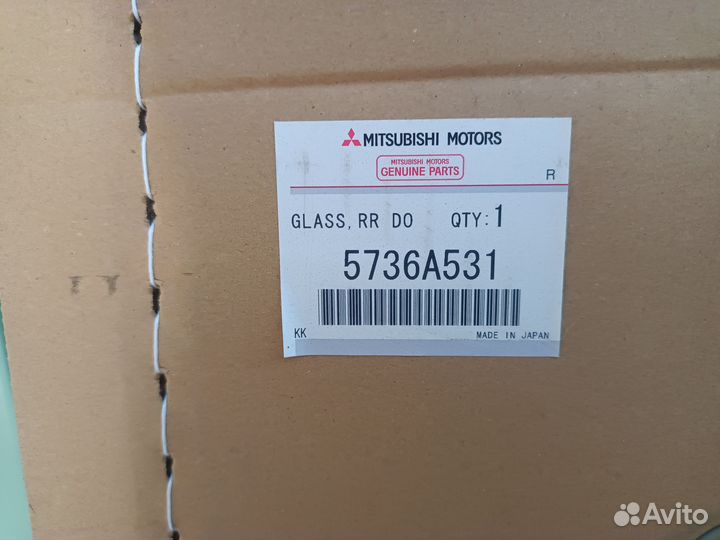 MITSUBISHI MOTORS
MITSUBISHI MOTORS
GENUINE PARTS
R
GLASS, RR DO QTY:1
5736A531
KK MADE IN JAPAN
Avito